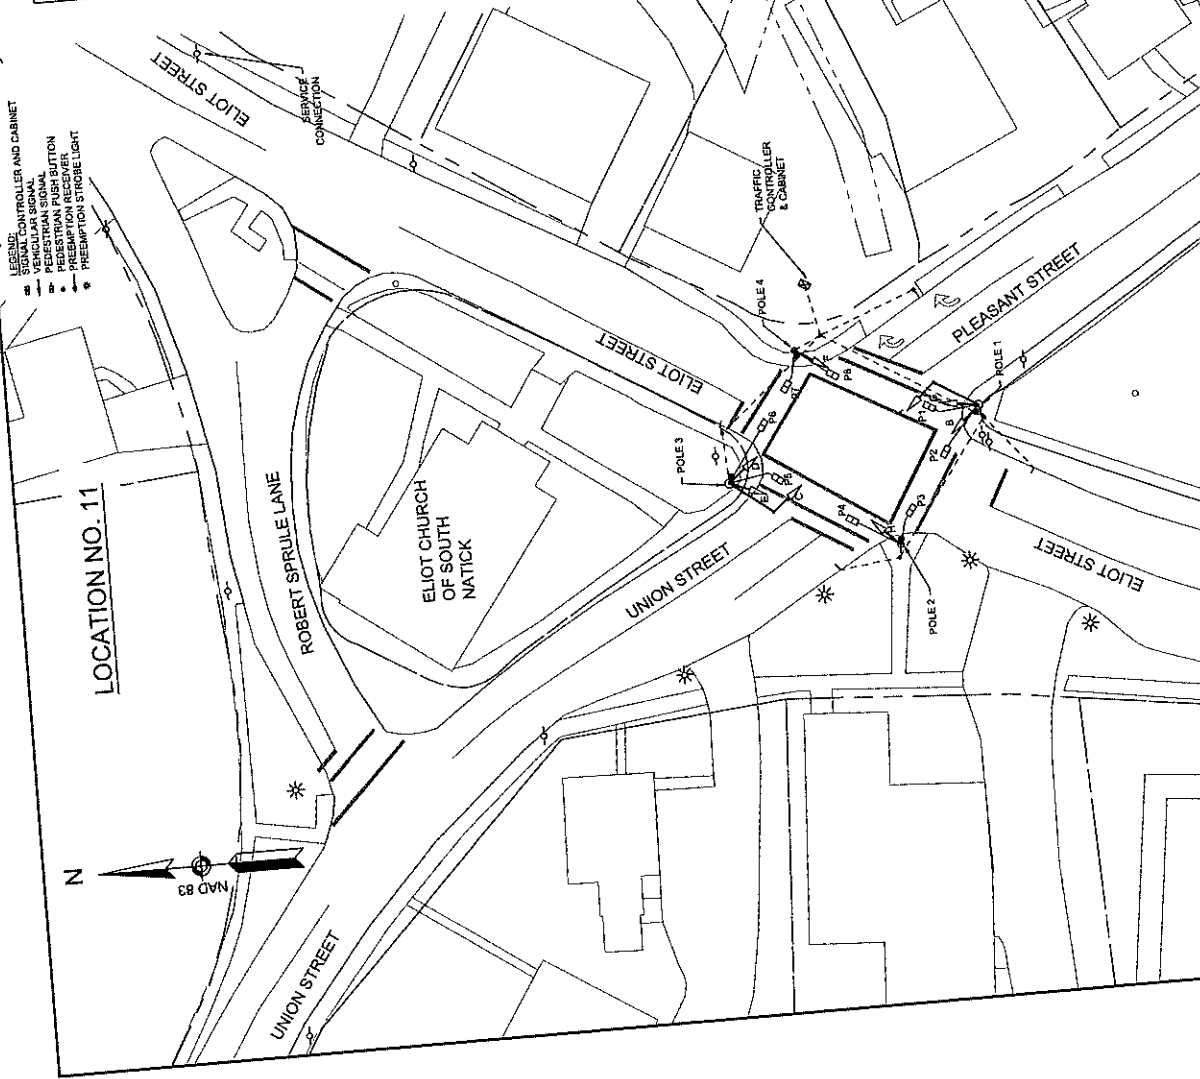 LEGEND:
SIGNAL CONTROLLER AND CABINET
VEHICULAR SIGNAL
PEDESTRIAN SIGNAL
PEDESTRIAN PUSH BUTTON
PREEMPTION RECEIVER
PREEMPTION STROBE LIGHT
ELIOT STREET
SERVICE
CONNECTION
LOCATION NO. 11
TRAFFIC
CONTROLLER
& CABINET
POLE 4
PLEASANT STREET
ROBERT SPRULE LANE
ELIOT STREET
ELIOT CHURCH
OF SOUTH
NATICK
POLE 3
POLE 1
P8
P6
P1
B
P2
D
P5
E
C
P4
P3
H
UNION STREET
ELIOT STREET
POLE 2
N
NAD 83
UNION STREET